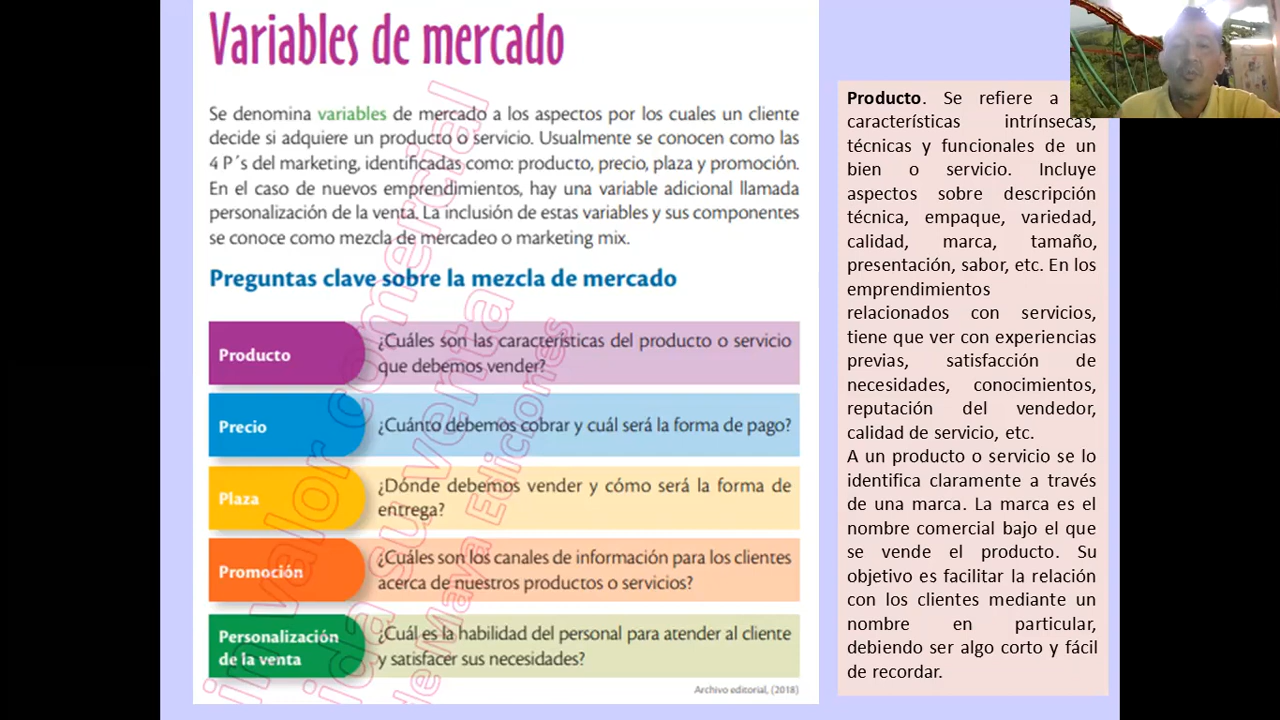 Variables de mercado
Se denomina variables de mercado a los aspectos por los cuales un cliente
decide si adquiere un producto o servicio. Usualmente se conocen como las
4 P´s del marketing, identificadas como: producto, precio, plaza y promoción.
En el caso de nuevos emprendimientos, hay una variable adicional llamada
personalización de la venta. La inclusión de estas variables y sus componentes
se conoce como mezcla de mercadeo o marketing mix.
Preguntas clave sobre la mezcla de mercado
Producto
¿Cuáles son las características del producto o servicio
que debemos vender?
Precio
¿Cuánto debemos cobrar y cuál será la forma de pago?
Plaza
¿Dónde debemos vender y cómo será la forma de
entrega?
Promoción
¿Cuáles son los canales de información para los clientes
acerca de nuestros productos o servicios?
Personalización
de la venta
¿Cuál es la habilidad del personal para atender al cliente
y satisfacer sus necesidades?
Archivo editorial, (2018)
valor comercial
su venta
de Maya Ediciones
Producto. Se refiere a
características intrínsecas,
técnicas y funcionales de un
bien o servicio. Incluye
aspectos sobre descripción
técnica, empaque, variedad,
calidad, marca, tamaño,
presentación, sabor, etc. En los
emprendimientos
relacionados con servicios,
tiene que ver con experiencias
previas, satisfacción de
necesidades, conocimientos,
reputación del vendedor,
calidad de servicio, etc.
A un producto o servicio se lo
identifica claramente a través
de una marca. La marca es el
nombre comercial bajo el que
se vende el producto. Su
objetivo es facilitar la relación
con los clientes mediante un
nombre en particular,
debiendo ser algo corto y fácil
de recordar.